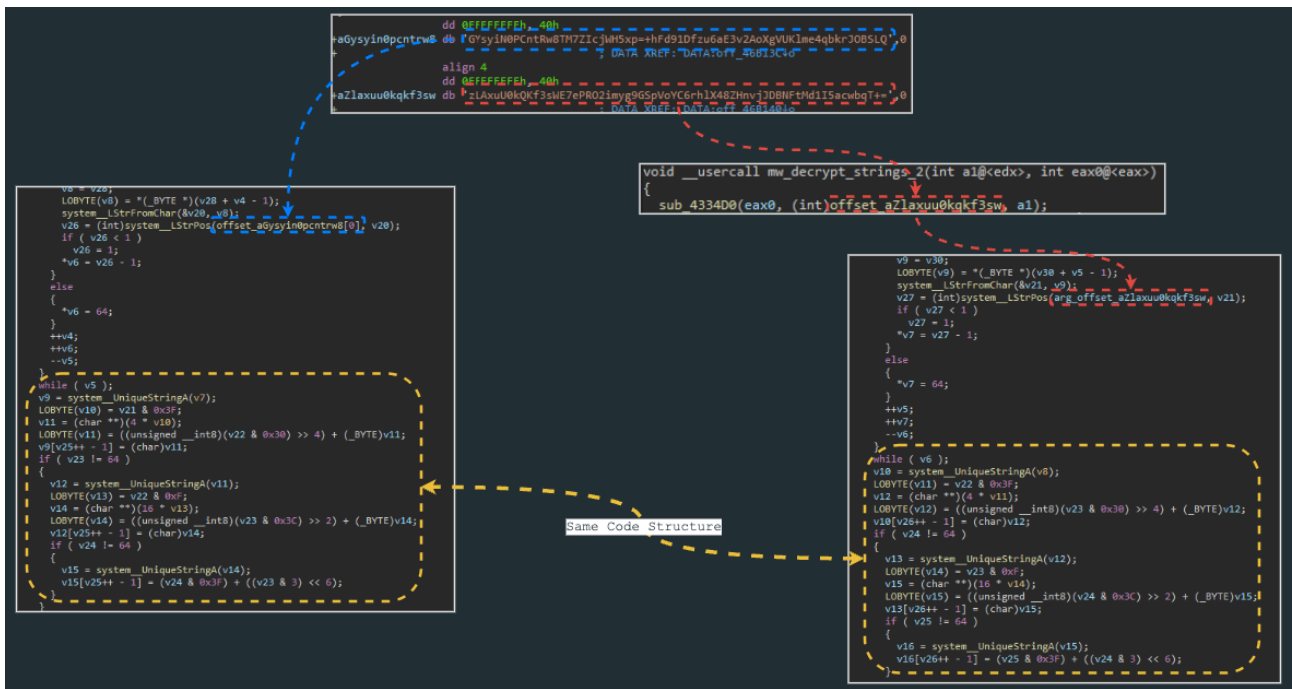 dd 0EFFEFEFEh, 40h
+aGysyin0pcntrw8 db 'GYsyiN0PCntRw8TM7ZIcjWH5xp=+hFd91Dfzu6aE3v2AoXgVUKlme4qbkrJOBSLQ',0
+ ; DATA XREF: DATA:off_46B13C↓o
align 4
dd 0EFFEFEFEh, 40h
+aZlaxuu0kqkf3sw db 'zLAxuU0kQKf3sWE7ePRO2imyg9GSpVoYC6rhlX48ZHnvjJDBNFtMd1I5acwbqT+=',0
+ ; DATA XREF: DATA:off_46B140↓o
void __usercall mw_decrypt_strings_2(int a1@<edx>, int eax0@<eax>)
{
sub_4334D0(eax0, (int)offset_aZlaxuu0kqkf3sw, a1);
v8 = v28;
LOBYTE(v8) = *(_BYTE *)(v28 + v4 - 1);
system__LStrFromChar(&v20, v8);
v26 = (int)system__LStrPos(offset_aGysyin0pcntrw8[0], v20);
if ( v26 < 1 )
v26 = 1;
*v6 = v26 - 1;
}
else
{
*v6 = 64;
}
++v4;
++v6;
--v5;
}
while ( v5 );
v9 = system__UniqueStringA(v7);
LOBYTE(v10) = v21 & 0x3F;
v11 = (char **)(4 * v10);
LOBYTE(v11) = ((unsigned __int8)(v22 & 0x30) >> 4) + (_BYTE)v11;
v9[v25++ - 1] = (char)v11;
if ( v23 != 64 )
{
v12 = system__UniqueStringA(v11);
LOBYTE(v13) = v22 & 0xF;
v14 = (char **)(16 * v13);
LOBYTE(v14) = ((unsigned __int8)(v23 & 0x3C) >> 2) + (_BYTE)v14;
v12[v25++ - 1] = (char)v14;
if ( v24 != 64 )
{
v15 = system__UniqueStringA(v14);
v15[v25++ - 1] = (v24 & 0x3F) + ((v23 & 3) << 6);
}
}
Same Code Structure
v9 = v30;
LOBYTE(v9) = *(_BYTE *)(v30 + v5 - 1);
system__LStrFromChar(&v21, v9);
v27 = (int)system__LStrPos(arg_offset_aZlaxuu0kqkf3sw, v21);
if ( v27 < 1 )
v27 = 1;
*v7 = v27 - 1;
}
else
{
*v7 = 64;
}
++v5;
++v7;
--v6;
}
while ( v6 );
v10 = system__UniqueStringA(v8);
LOBYTE(v11) = v22 & 0x3F;
v12 = (char **)(4 * v11);
LOBYTE(v12) = ((unsigned __int8)(v23 & 0x30) >> 4) + (_BYTE)v12;
v10[v26++ - 1] = (char)v12;
if ( v24 != 64 )
{
v13 = system__UniqueStringA(v12);
LOBYTE(v14) = v23 & 0xF;
v15 = (char **)(16 * v14);
LOBYTE(v15) = ((unsigned __int8)(v24 & 0x3C) >> 2) + (_BYTE)v15;
v13[v26++ - 1] = (char)v15;
if ( v25 != 64 )
{
v16 = system__UniqueStringA(v15);
v16[v26++ - 1] = (v25 & 0x3F) + ((v24 & 3) << 6);
}